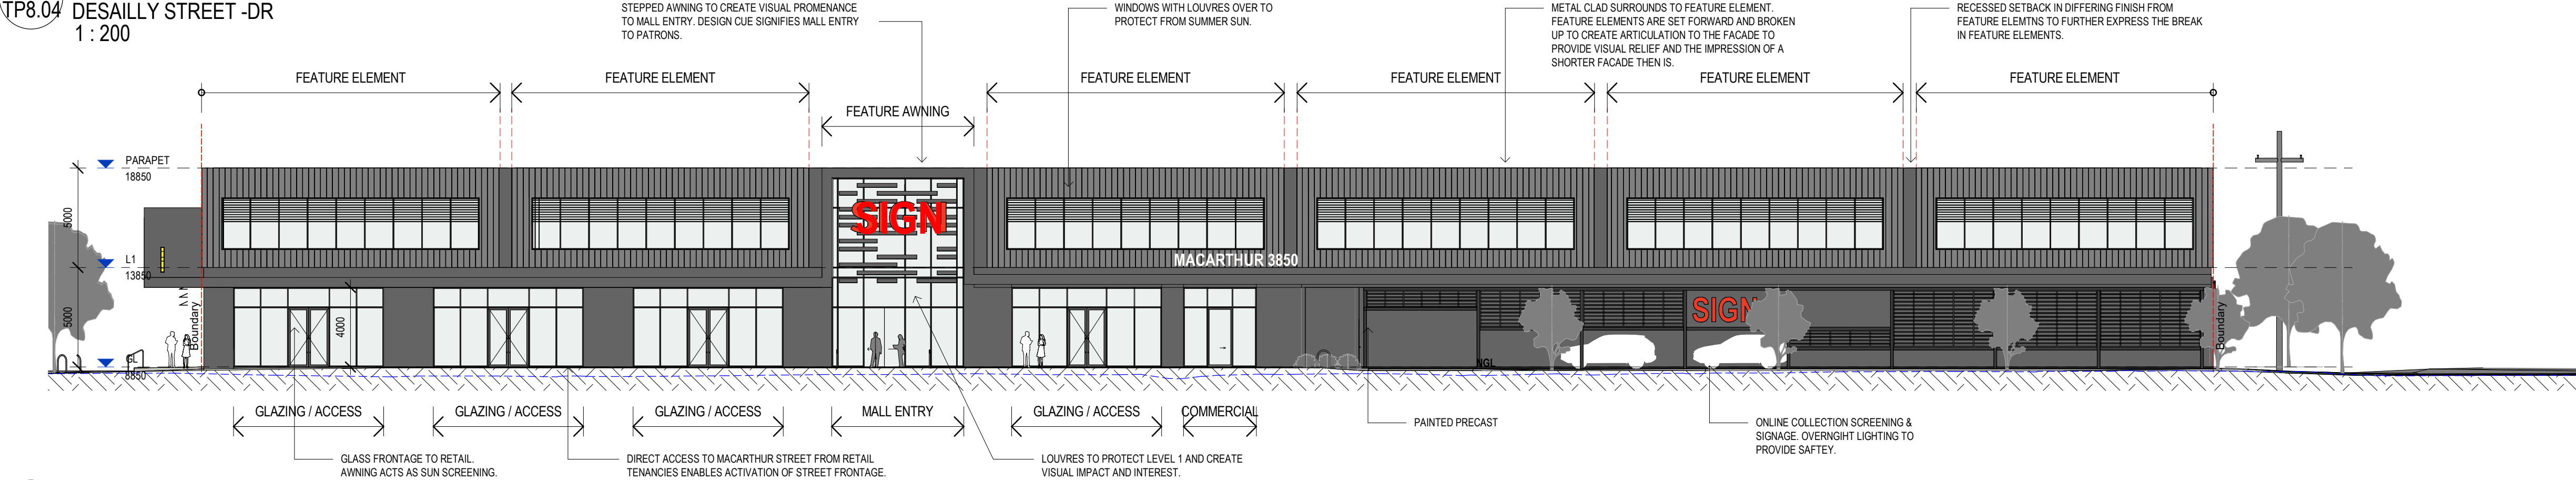 TP8.04
DESAILLY STREET -DR
1 : 200
STEPPED AWNING TO CREATE VISUAL PROMENANCE
TO MALL ENTRY. DESIGN CUE SIGNIFIES MALL ENTRY
TO PATRONS.
WINDOWS WITH LOUVRES OVER TO
PROTECT FROM SUMMER SUN.
METAL CLAD SURROUNDS TO FEATURE ELEMENT.
FEATURE ELEMENTS ARE SET FORWARD AND BROKEN
UP TO CREATE ARTICULATION TO THE FACADE TO
PROVIDE VISUAL RELIEF AND THE IMPRESSION OF A
SHORTER FACADE THEN IS.
RECESSED SETBACK IN DIFFERING FINISH FROM
FEATURE ELEMTNS TO FURTHER EXPRESS THE BREAK
IN FEATURE ELEMENTS.
FEATURE ELEMENT
FEATURE ELEMENT
FEATURE ELEMENT
FEATURE ELEMENT
FEATURE ELEMENT
FEATURE ELEMENT
FEATURE AWNING
PARAPET
18850
5000
L1
13850
5000
GL
8850
Boundary
4000
SIGN
MACARTHUR 3850
SIGN
NGL
Boundary
GLAZING / ACCESS
GLAZING / ACCESS
GLAZING / ACCESS
MALL ENTRY
GLAZING / ACCESS
COMMERCIAL
PAINTED PRECAST
ONLINE COLLECTION SCREENING &
SIGNAGE. OVERNGIHT LIGHTING TO
PROVIDE SAFTEY.
GLASS FRONTAGE TO RETAIL.
AWNING ACTS AS SUN SCREENING.
DIRECT ACCESS TO MACARTHUR STREET FROM RETAIL
TENANCIES ENABLES ACTIVATION OF STREET FRONTAGE.
LOUVRES TO PROTECT LEVEL 1 AND CREATE
VISUAL IMPACT AND INTEREST.